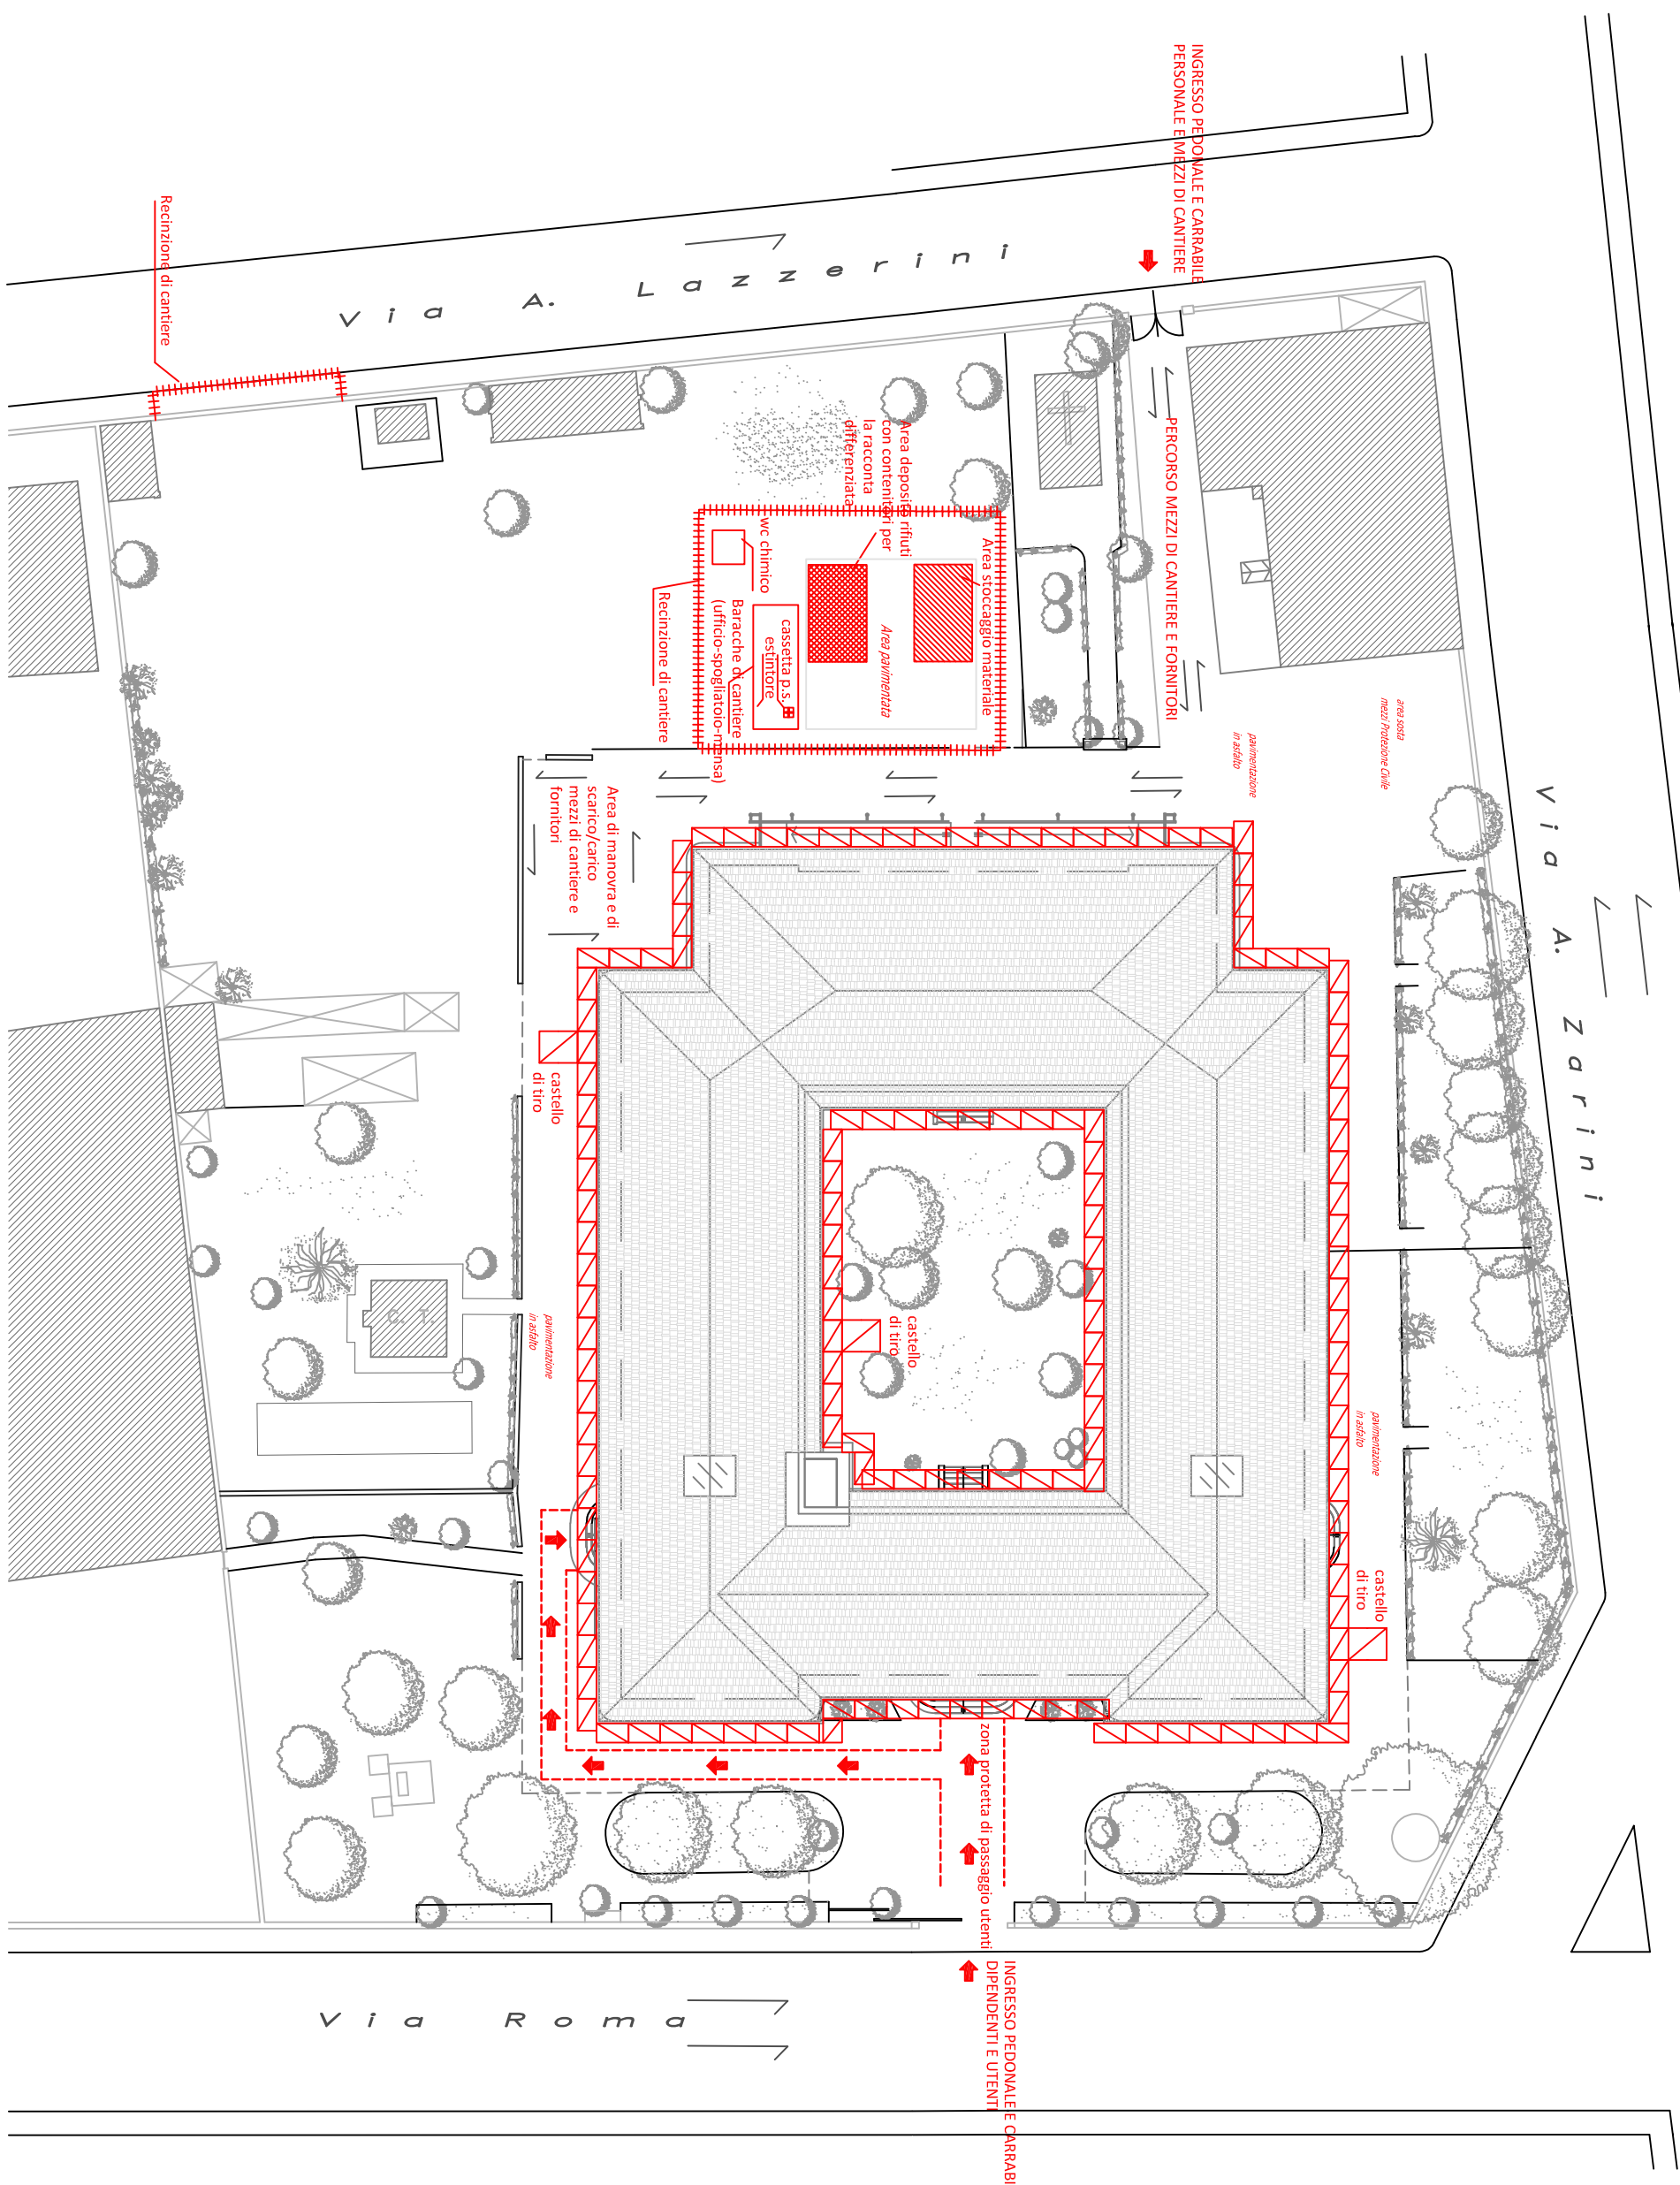 INGRESSO PEDONALE E CARRABILE
PERSONALE E MEZZI DI CANTIERE
Via A. Lazzerini
Recinzione di cantiere
PERCORSO MEZZI DI CANTIERE E FORNITORI
Area deposito rifiuti
con contenitori per
la racconta
differenziata
Area stoccaggio materiale
wc chimico
Area pavimentata
cassetta p.s.
estintore
Baracche di cantiere
(ufficio-spogliatoio-mensa)
Recinzione di cantiere
area sosta
mezzi Protezione Civile
pavimentazione
in asfalto
Via A. Zarini
Area di manovra e di
scarico/carico
mezzi di cantiere e
fornitori
castello
di tiro
castello
di tiro
C. T.
pavimentazione
in asfalto
pavimentazione
in asfalto
castello
di tiro
zona protetta di passaggio utenti
INGRESSO PEDONALE E CARRABI
DIPENDENTI E UTENTI
Via Roma